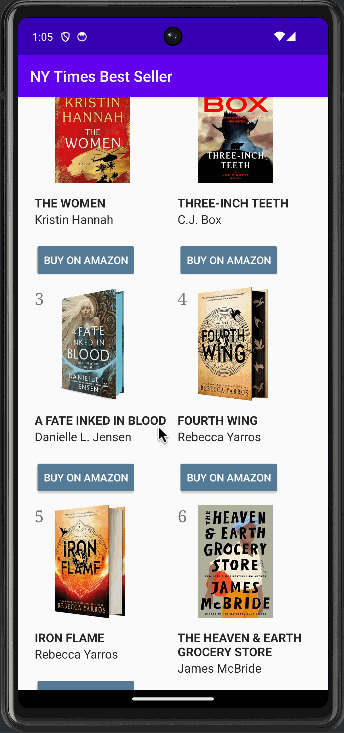 1:05
NY Times Best Seller
KRISTIN
HANNAH
THE
WOMEN
BOX
THREE-INCH
TEETH
THE WOMEN
Kristin Hannah
THREE-INCH TEETH
C.J. Box
BUY ON AMAZON
BUY ON AMAZON
3
A FATE
INKED IN
BLOOD
DANIELLE L.
JENSEN
4
FOURTH
WING
REBECCA YARROS
A FATE INKED IN BLOOD
Danielle L. Jensen
FOURTH WING
Rebecca Yarros
BUY ON AMAZON
BUY ON AMAZON
5
IRON
FLAME
REBECCA YARROS
6
THE HEAVEN
& EARTH
GROCERY
STORE
JAMES
McBRIDE
IRON FLAME
Rebecca Yarros
THE HEAVEN & EARTH
GROCERY STORE
James McBride